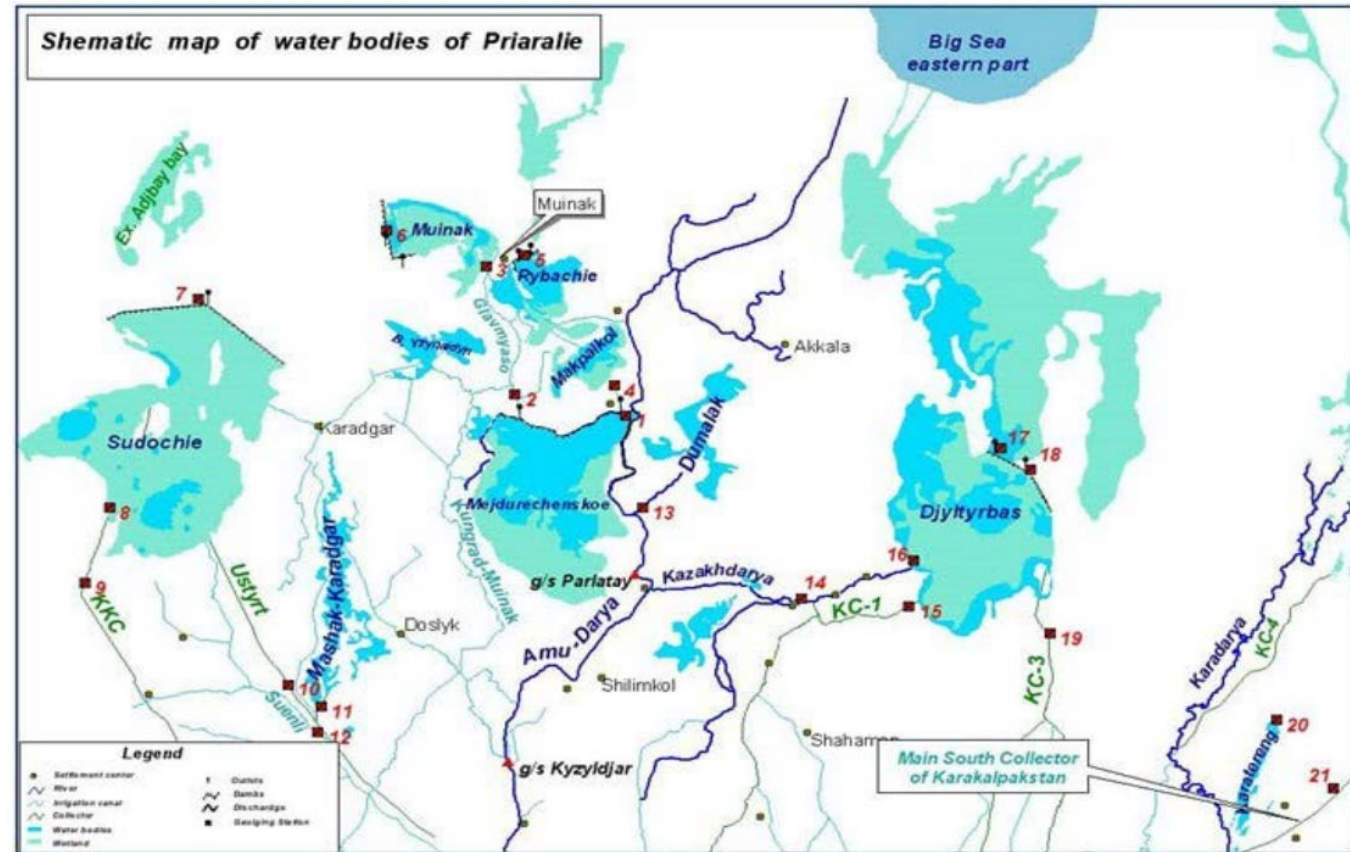 Shematic map of water bodies of Priaralie
Big Sea
eastern part
Ex. Adjbay bay
Muinak
6
Muinak
3
5
Rybachie
7
Glavmyaso
Makpalkol
Akkala
4
2
1
Karadgar
Sudochie
Dumalak
17
18
Mejdurechenskoe
13
Djyltyrbas
8
Kungrad-Muinak
16
g/s Parlatay
Kazakhdarya
14
9
KKC
Ustyrt
Mashak-Karadgar
KC-1
15
Doslyk
Amu-Darya
19
Shilimkol
KC-3
Karadarya
KC-4
10
11
Suenli
12
20
g/s Kyzyldjar
Main South Collector
of Karakalpakstan
21
Legend
Settlement center
River
Irrigation canal
Collector
Water bodies
Wetland
Outlets
Dambs